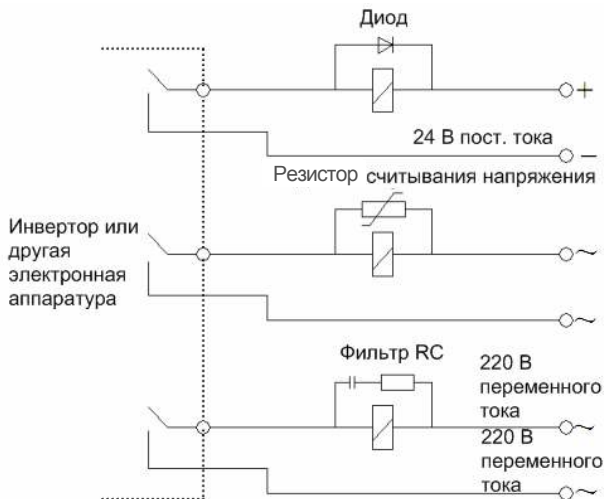 Диод
+
24 В пост. тока
−
Резистор считывания напряжения
Инвертор или
другая
электронная
аппаратура
~
~
Фильтр RC
220 В
переменного
тока
~
220 В
переменного
тока
~